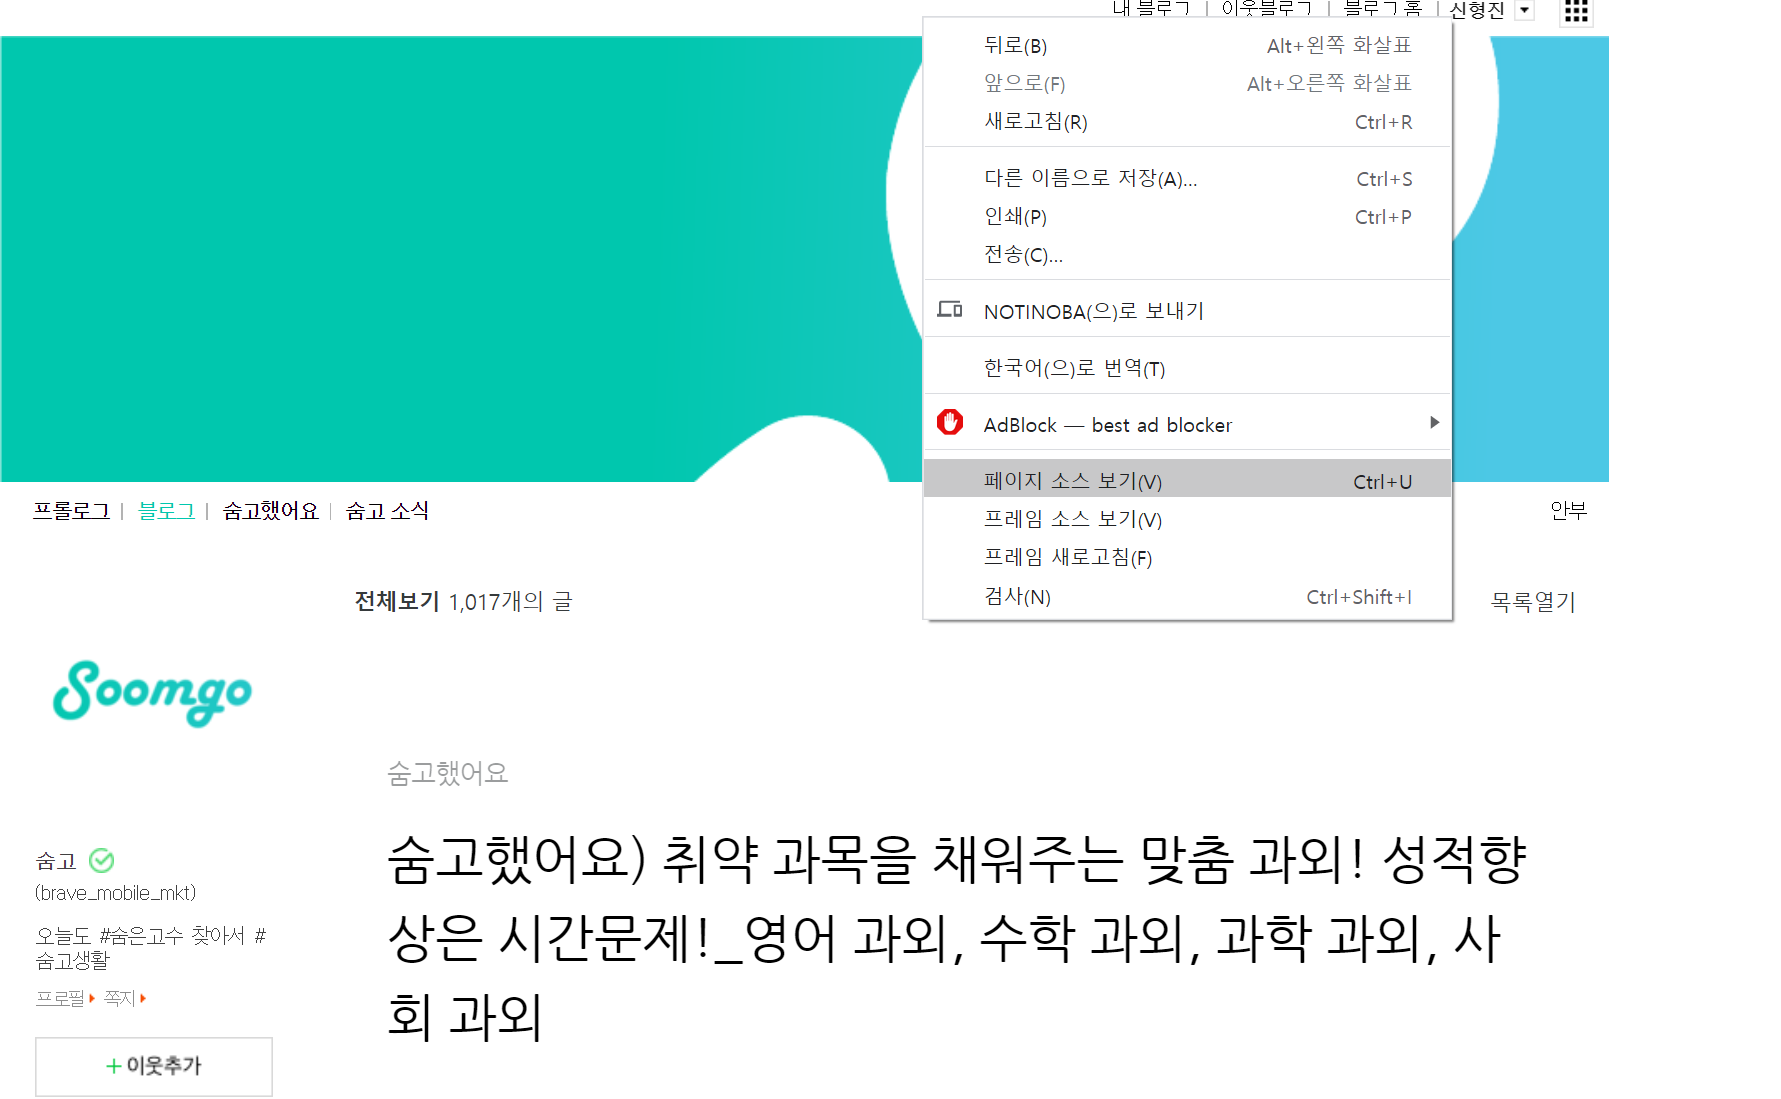 내 블로그 | 이웃블로그 | 블로그 홈 | 신형진
뒤로(B) Alt+왼쪽 화살표
앞으로(F) Alt+오른쪽 화살표
새로고침(R) Ctrl+R
다른 이름으로 저장(A)... Ctrl+S
인쇄(P) Ctrl+P
전송(C)...
NOTINOBA(으)로 보내기
한국어(으)로 번역(T)
AdBlock — best ad blocker
페이지 소스 보기(V) Ctrl+U
프레임 소스 보기(V)
프레임 새로고침(F)
검사(N) Ctrl+Shift+I
프롤로그 | 블로그 | 숨고했어요 | 숨고 소식 안부
전체보기 1,017개의 글 목록열기
Soomgo
숨고
(brave_mobile_mkt)
오늘도 #숨은고수 찾아서 #
숨고생활
프로필 쪽지
+ 이웃추가
숨고했어요
숨고했어요) 취약 과목을 채워주는 맞춤 과외! 성적향
상은 시간문제!_영어 과외, 수학 과외, 과학 과외, 사
회 과외